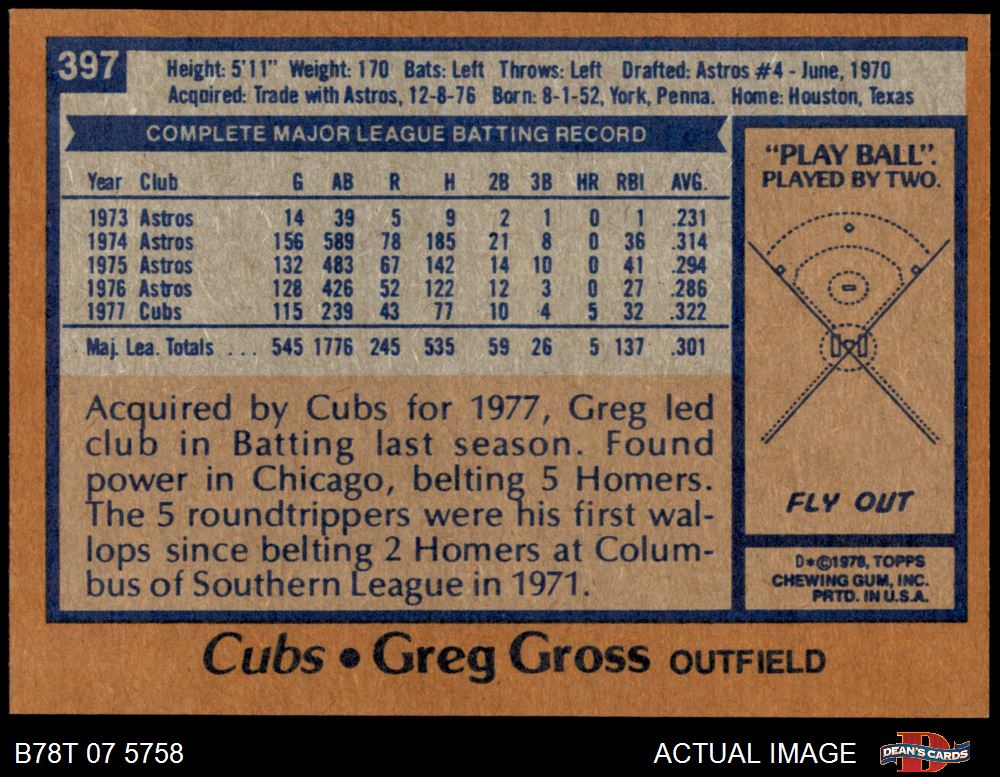 397
Height: 5'11" Weight: 170 Bats: Left Throws: Left Drafted: Astros #4 - June, 1970
Acquired: Trade with Astros, 12-8-76 Born: 8-1-52, York, Penna. Home: Houston, Texas
COMPLETE MAJOR LEAGUE BATTING RECORD
Year Club G AB R H 2B 3B HR RBI AVG.
1973 Astros 14 39 5 9 2 1 0 1 .231
1974 Astros 156 589 78 185 21 8 0 36 .314
1975 Astros 132 483 67 142 14 10 0 41 .294
1976 Astros 128 426 52 122 12 3 0 27 .286
1977 Cubs 115 239 43 77 10 4 5 32 .322
Maj. Lea. Totals ... 545 1776 245 535 59 26 5 137 .301
Acquired by Cubs for 1977, Greg led
club in Batting last season. Found
power in Chicago, belting 5 Homers.
The 5 roundtrippers were his first wal-
lops since belting 2 Homers at Colum-
bus of Southern League in 1971.
"PLAY BALL".
PLAYED BY TWO.
FLY OUT
D*©1978, TOPPS
CHEWING GUM, INC.
PRTD. IN U.S.A.
Cubs • Greg Gross OUTFIELD
B78T 07 5758
ACTUAL IMAGE
DEAN'S CARDS